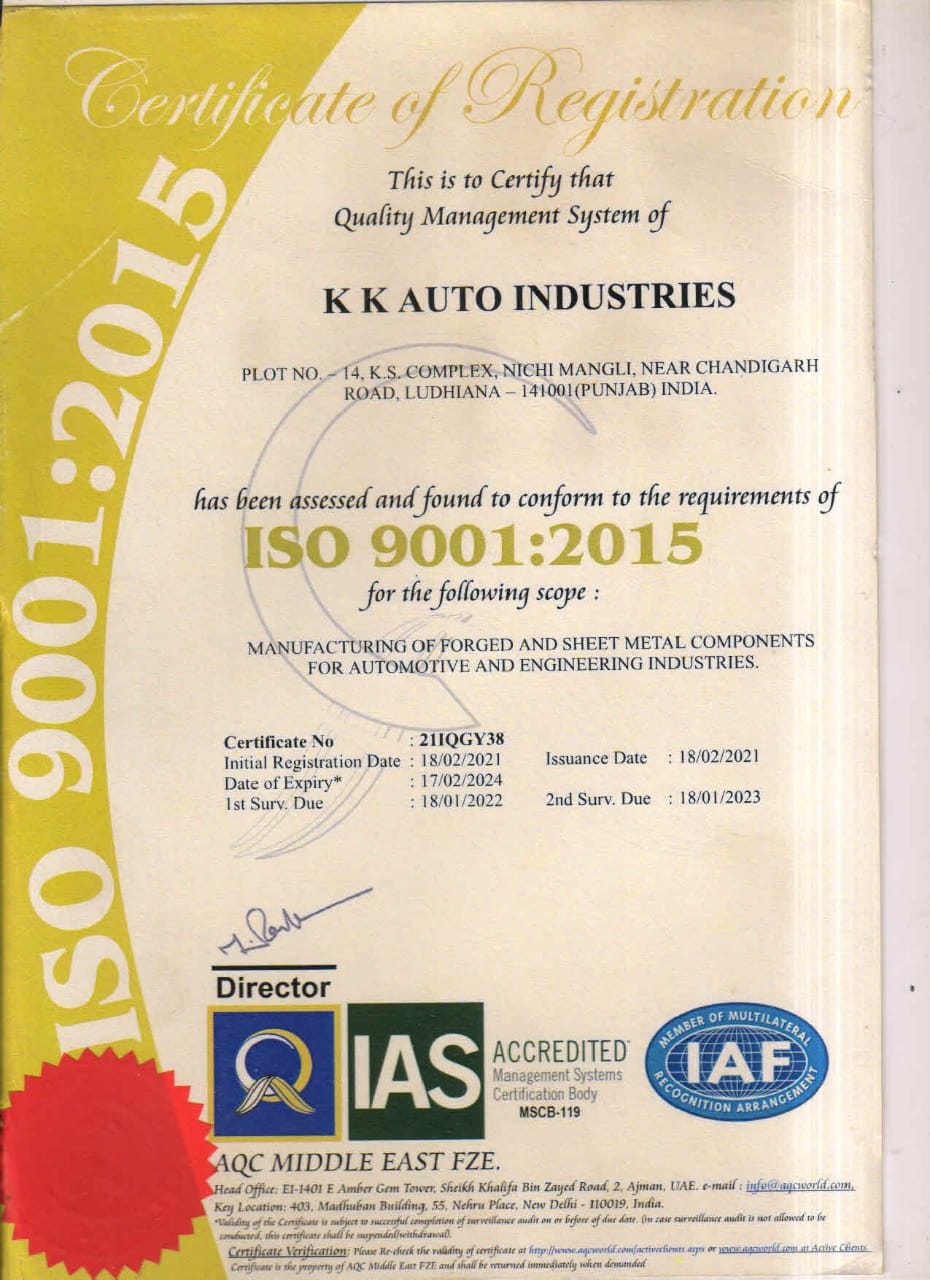 Certificate of Registration
ISO 9001:2015
This is to Certify that
Quality Management System of
K K AUTO INDUSTRIES
PLOT NO. – 14, K.S. COMPLEX, NICHI MANGLI, NEAR CHANDIGARH
ROAD, LUDHIANA – 141001(PUNJAB) INDIA.
has been assessed and found to conform to the requirements of
ISO 9001:2015
for the following scope :
MANUFACTURING OF FORGED AND SHEET METAL COMPONENTS
FOR AUTOMOTIVE AND ENGINEERING INDUSTRIES.
Certificate No : 21IQGY38
Initial Registration Date : 18/02/2021 Issuance Date : 18/02/2021
Date of Expiry* : 17/02/2024
1st Surv. Due : 18/01/2022 2nd Surv. Due : 18/01/2023
Director
IAS
ACCREDITED
Management Systems
Certification Body
MSCB-119
MEMBER OF MULTILATERAL
IAF
RECOGNITION ARRANGEMENT
AQC MIDDLE EAST FZE.
Head Office: E1-1401 E Amber Gem Tower, Sheikh Khalifa Bin Zayed Road, 2, Ajman, UAE. e-mail : info@aqcworld.com,
Key Location: 403, Madhuban Building, 55, Nehru Place, New Delhi - 110019, India.
*Validity of the Certificate is subject to successful completion of surveillance audit on or before of due date. (in case surveillance audit is not allowed to be
conducted, this certificate shall be suspended/withdrawal).
Certificate Verification: Please Re-check the validity of certificate at http://www.aqcworld.com/activeclients.aspx or www.aqcworld.com at Active Clients.
Certificate is the property of AQC Middle East FZE and shall be returned immediately when demanded